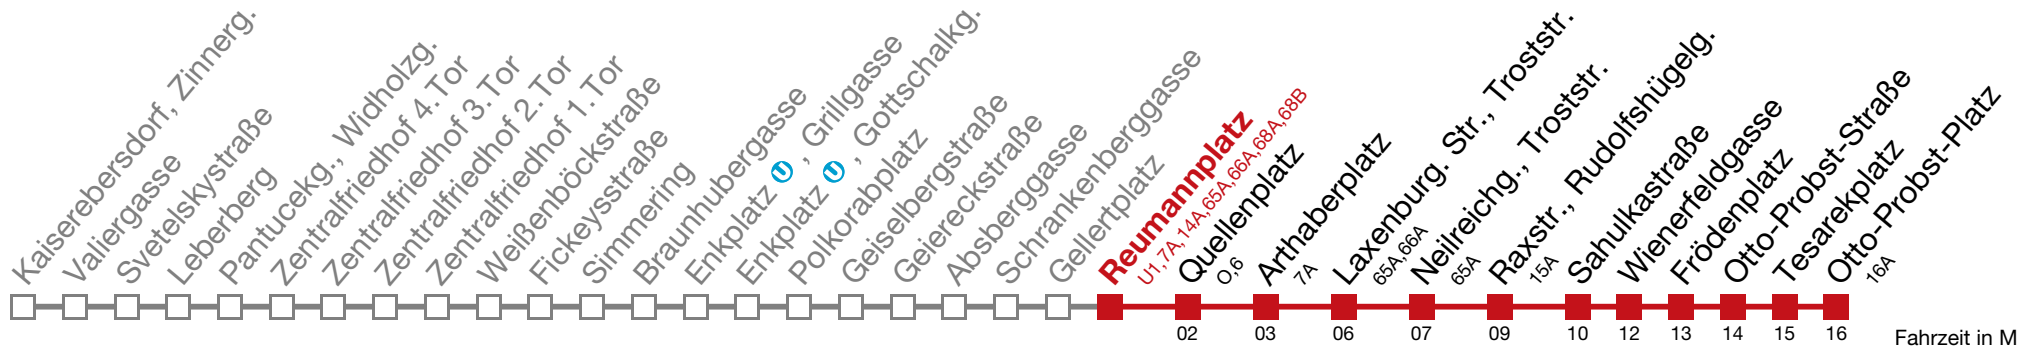 Kaiserebersdorf, Zinnerg.
Valiergasse
Svetelskystraße
Leberberg
Pantucekg., Widholzg.
Zentralfriedhof 4.Tor
Zentralfriedhof 3.Tor
Zentralfriedhof 2.Tor
Zentralfriedhof 1.Tor
Weißenböckstraße
Fickeysstraße
Simmering
Braunhubergasse
Enkplatz U, Grillgasse
Enkplatz U, Gottschalkg.
Polkorabplatz
Geiselbergstraße
Geiereckstraße
Absberggasse
Schrankenberggasse
Gellertplatz
Reumannplatz
U1,7A,14A,65A,66A,68A,68B
Quellenplatz
O,6
Arthaberplatz
7A
Laxenburg. Str., Troststr.
65A,66A
Neilreichg., Troststr.
65A
Raxstr., Rudolfshügelg.
15A
Sahulkastraße
Wienerfeldgasse
Frödenplatz
Otto-Probst-Straße
Tesarekplatz
Otto-Probst-Platz
16A
02 03 06 07 09 10 12 13 14 15 16
Fahrzeit in M